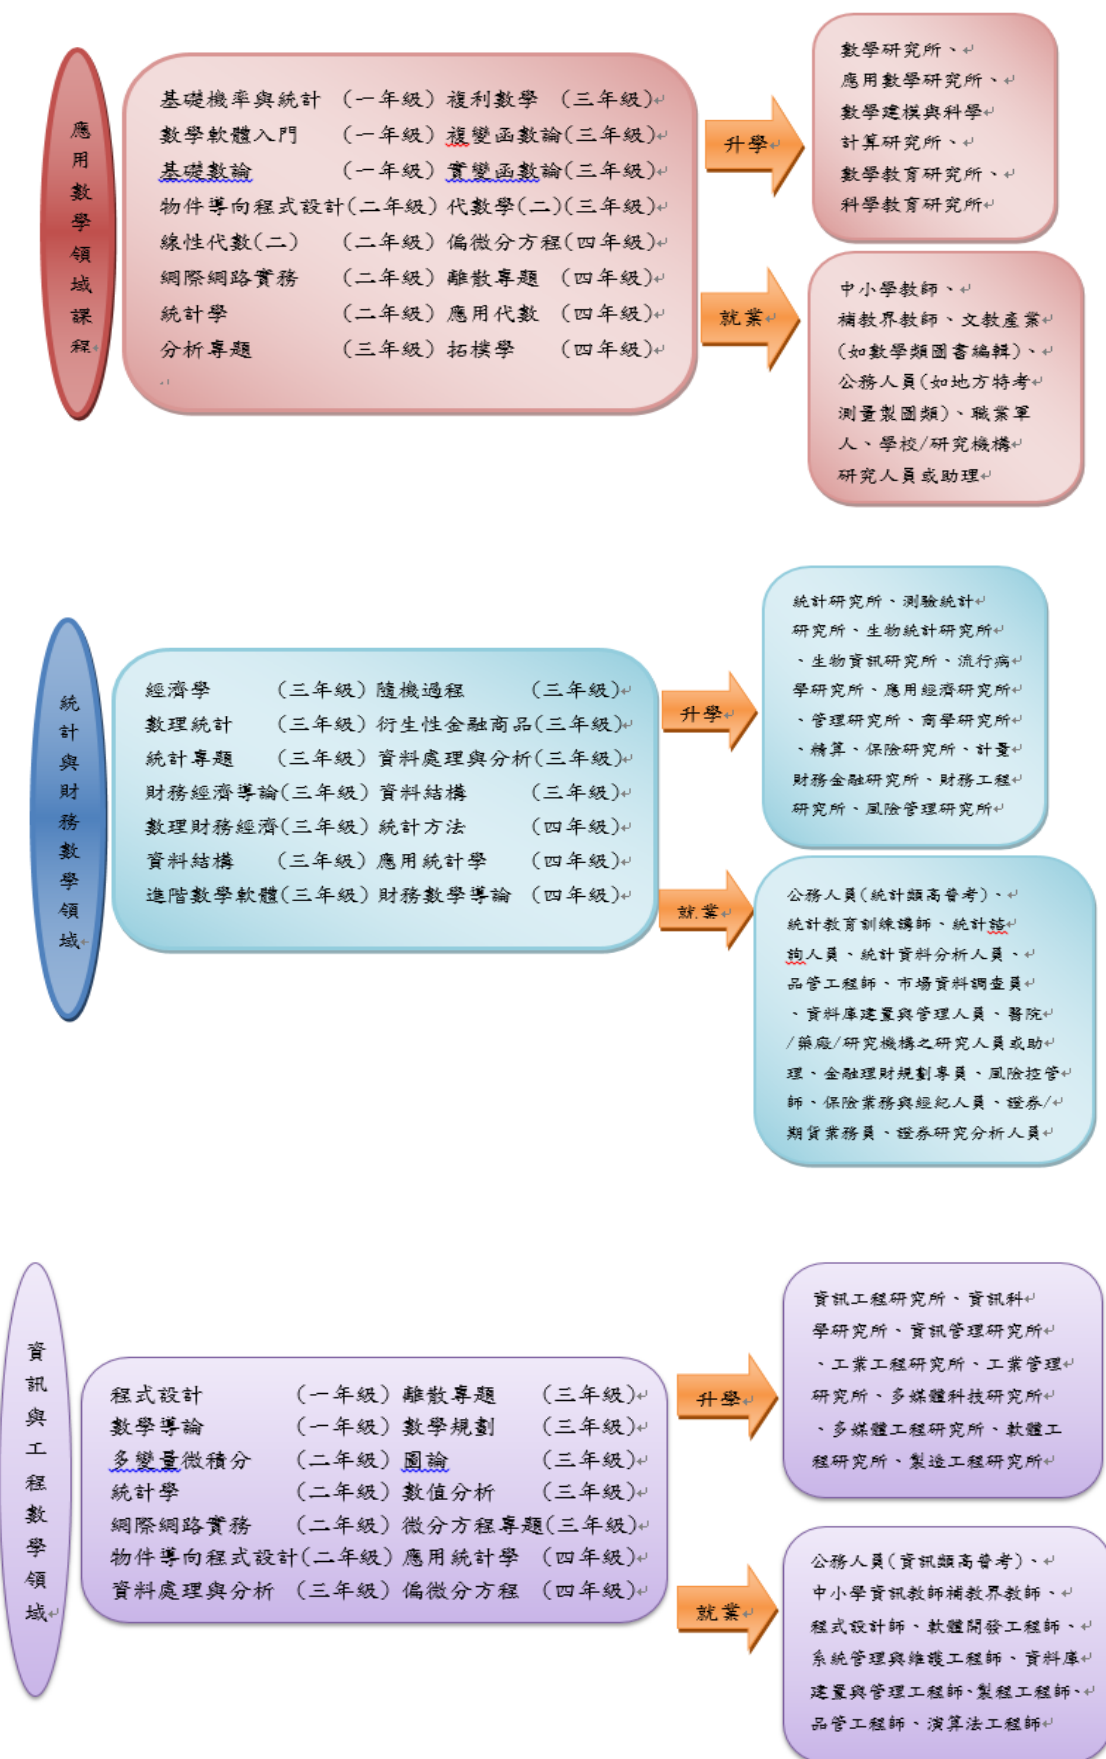 應用數學領域課程
基礎機率與統計 (一年級) 複利數學 (三年級)
數學軟體入門 (一年級) 複變函數論(三年級)
基礎數論 (一年級) 實變函數論(三年級)
物件導向程式設計(二年級) 代數學(二)(三年級)
線性代數(二) (二年級) 偏微分方程(四年級)
網際網路實務 (二年級) 離散專題 (四年級)
統計學 (二年級) 應用代數 (四年級)
分析專題 (三年級) 拓樸學 (四年級)
升學
數學研究所、
應用數學研究所、
數學建模與科學
計算研究所、
數學教育研究所、
科學教育研究所
就業
中小學教師、
補教界教師、文教產業
(如數學類圖書編輯)、
公務人員(如地方特考
測量製圖類)、職業軍
人、學校/研究機構
研究人員或助理
統計與財務數學領域
經濟學 (三年級) 隨機過程 (三年級)
數理統計 (三年級) 衍生性金融商品(三年級)
統計專題 (三年級) 資料處理與分析(三年級)
財務經濟導論(三年級) 資料結構 (三年級)
數理財務經濟(三年級) 統計方法 (四年級)
資料結構 (三年級) 應用統計學 (四年級)
進階數學軟體(三年級) 財務數學導論 (四年級)
升學
統計研究所、測驗統計
研究所、生物統計研究所
、生物資訊研究所、流行病
學研究所、應用經濟研究所
、管理研究所、商學研究所
、精算、保險研究所、計量
財務金融研究所、財務工程
研究所、風險管理研究所
就業
公務人員(統計類高普考)、
統計教育訓練講師、統計諮
詢人員、統計資料分析人員、
品管工程師、市場資料調查員
、資料庫建置與管理人員、醫院
/藥廠/研究機構之研究人員或助
理、金融理財規劃專員、風險控管
師、保險業務與經紀人員、證券/
期貨業務員、證券研究分析人員
資訊與工程數學領域
程式設計 (一年級) 離散專題 (三年級)
數學導論 (一年級) 數學規劃 (三年級)
多變量微積分 (二年級) 圖論 (三年級)
統計學 (二年級) 數值分析 (三年級)
網際網路實務 (二年級) 微分方程專題(三年級)
物件導向程式設計(二年級) 應用統計學 (四年級)
資料處理與分析 (三年級) 偏微分方程 (四年級)
升學
資訊工程研究所、資訊科
學研究所、資訊管理研究所
、工業工程研究所、工業管理
研究所、多媒體科技研究所
、多媒體工程研究所、軟體工
程研究所、製造工程研究所
就業
公務人員(資訊類高普考)、
中小學資訊教師補教界教師、
程式設計師、軟體開發工程師、
系統管理與維護工程師、資料庫
建置與管理工程師、製程工程師、
品管工程師、演算法工程師